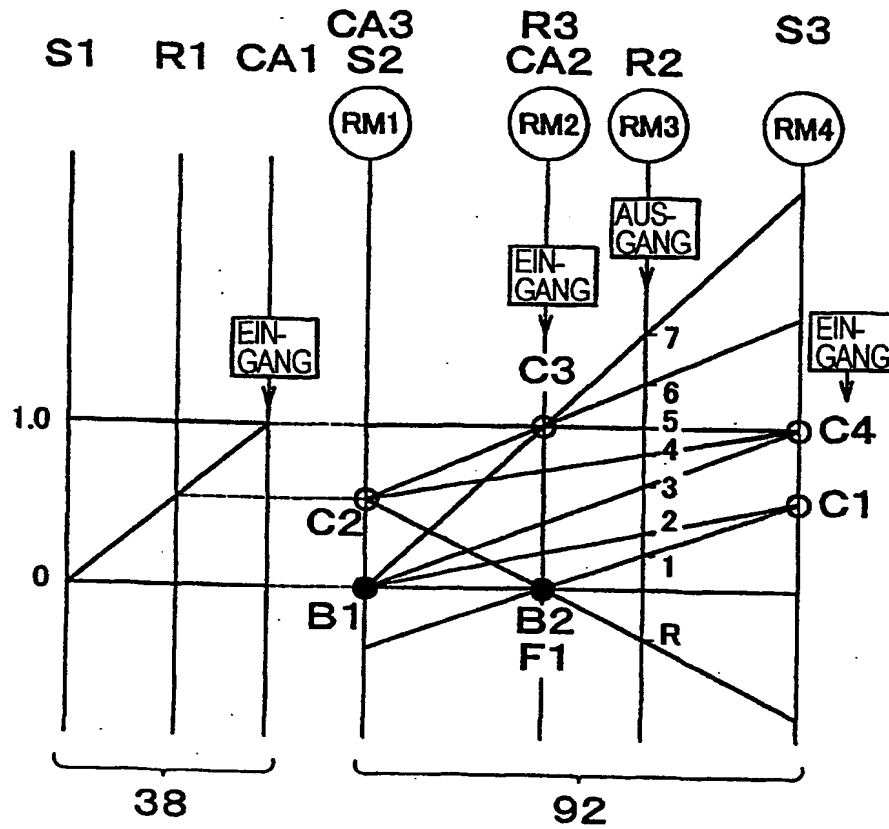 CA3 R3 S3
S1 R1 CA1 S2 CA2 R2
RM1 RM2 RM3 RM4
AUS-
GANG
EIN-
GANG
EIN-
GANG
EIN-
GANG
7
C3
6
1.0
5
C4
4
3
C2
C1
2
1
0
B1
B2
R
F1
38
92